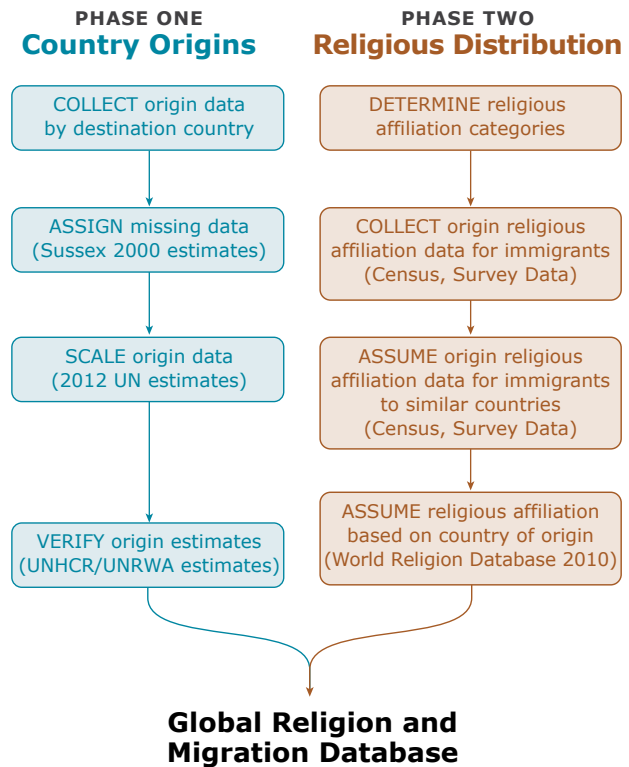 PHASE ONE
Country Origins
COLLECT origin data
by destination country
ASSIGN missing data
(Sussex 2000 estimates)
SCALE origin data
(2012 UN estimates)
VERIFY origin estimates
(UNHCR/UNRWA estimates)
PHASE TWO
Religious Distribution
DETERMINE religious
affiliation categories
COLLECT origin religious
affiliation data for immigrants
(Census, Survey Data)
ASSUME origin religious
affiliation data for immigrants
to similar countries
(Census, Survey Data)
ASSUME religious affiliation
based on country of origin
(World Religion Database 2010)
Global Religion and
Migration Database